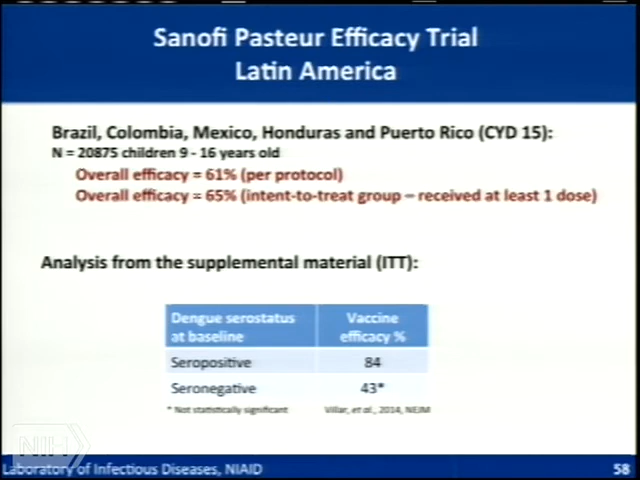 Sanofi Pasteur Efficacy Trial
Latin America
Brazil, Colombia, Mexico, Honduras and Puerto Rico (CYD 15):
N = 20875 children 9 - 16 years old
Overall efficacy = 61% (per protocol)
Overall efficacy = 65% (intent-to-treat group – received at least 1 dose)
Analysis from the supplemental material (ITT):
Dengue serostatus at baseline
Vaccine efficacy %
Seropositive 84
Seronegative 43*
* Not statistically significant
Villar, et al., 2014, NEJM
NIH
Laboratory of Infectious Diseases, NIAID
58